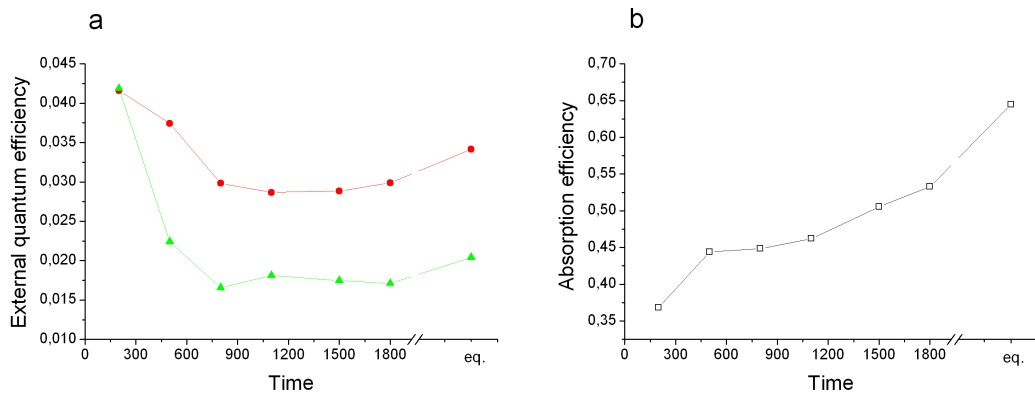 a
External quantum efficiency
0,045
0,040
0,035
0,030
0,025
0,020
0,015
0,010
0 300 600 900 1200 1500 1800 eq.
Time
b
Absorption efficiency
0,70
0,65
0,60
0,55
0,50
0,45
0,40
0,35
0 300 600 900 1200 1500 1800 eq.
Time